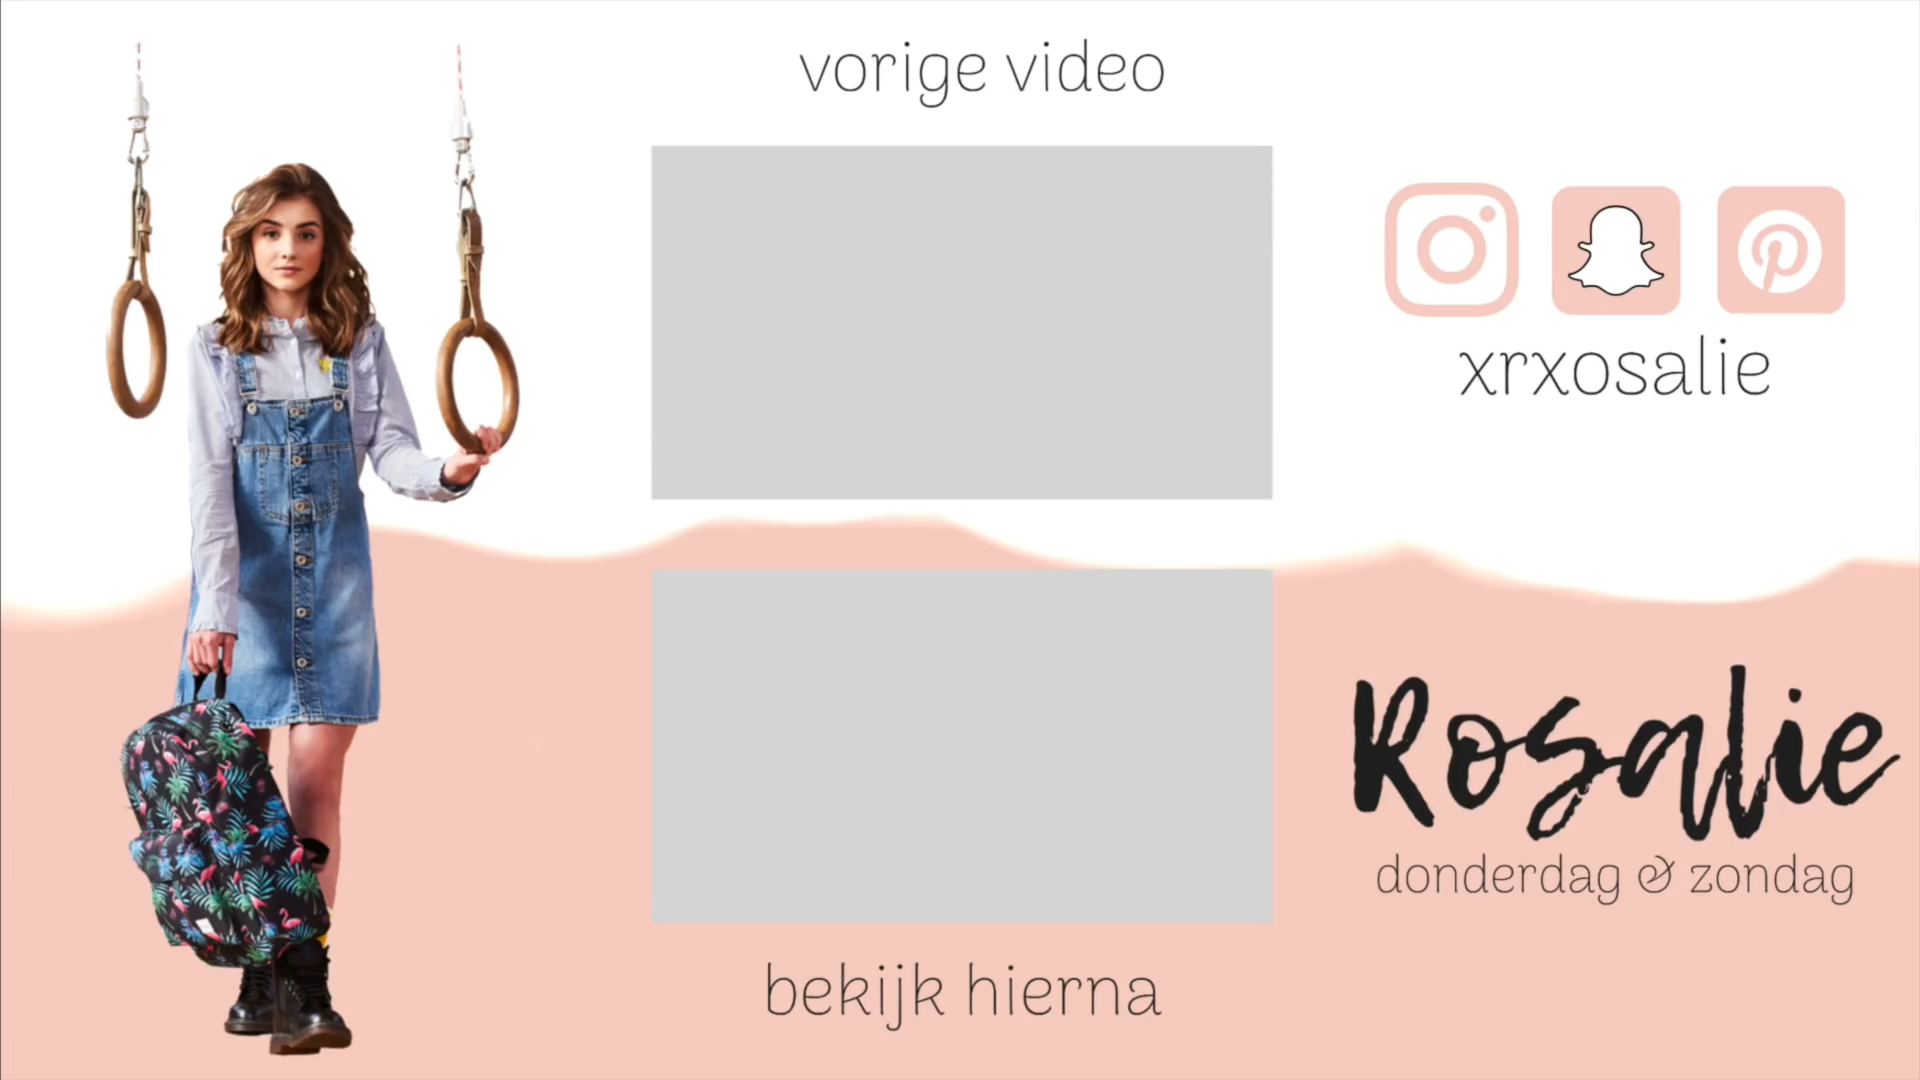 vorige video
xrxosalie
Rosalie
donderdag & zondag
bekijk hierna